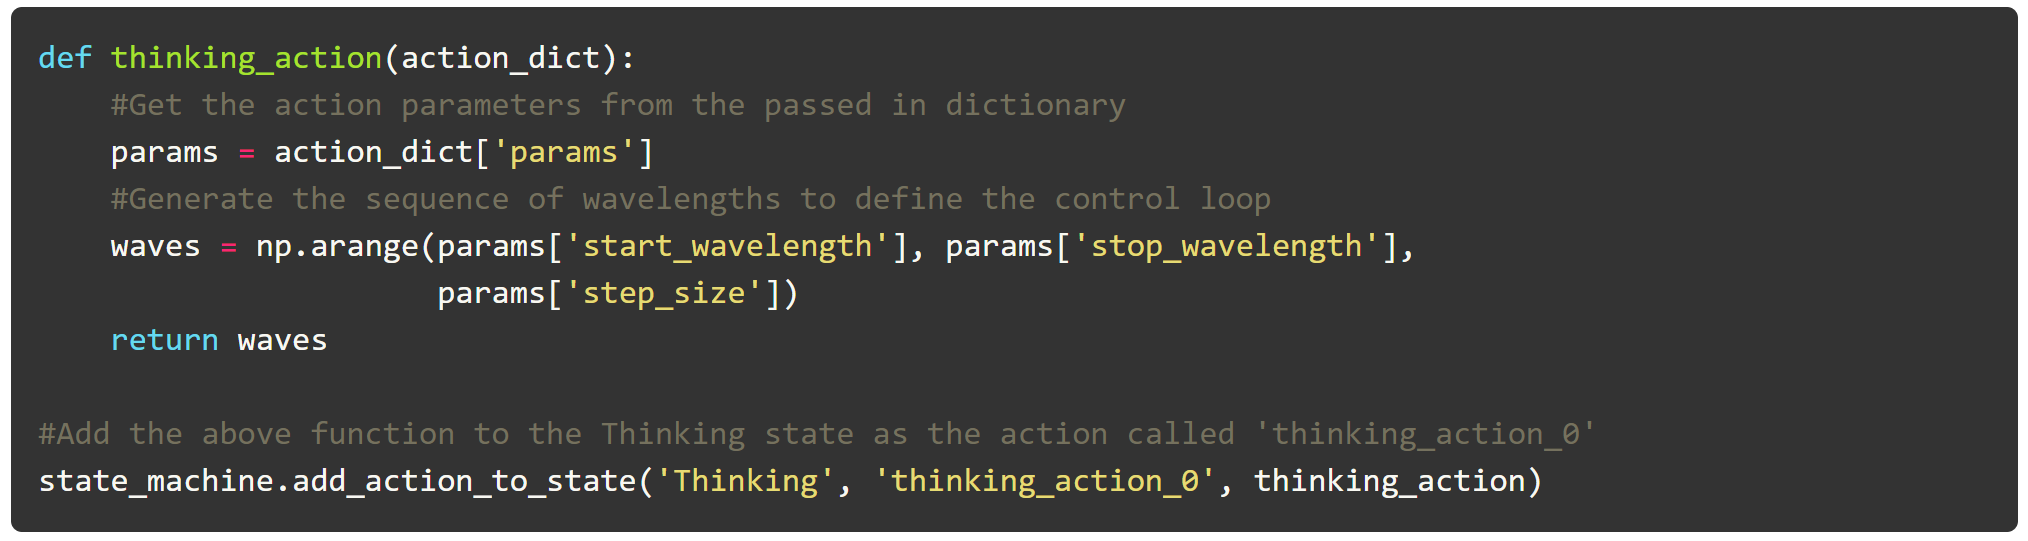 def thinking_action(action_dict):
    #Get the action parameters from the passed in dictionary
    params = action_dict['params']
    #Generate the sequence of wavelengths to define the control loop
    waves = np.arange(params['start_wavelength'], params['stop_wavelength'],
                      params['step_size'])
    return waves

#Add the above function to the Thinking state as the action called 'thinking_action_0'
state_machine.add_action_to_state('Thinking', 'thinking_action_0', thinking_action)